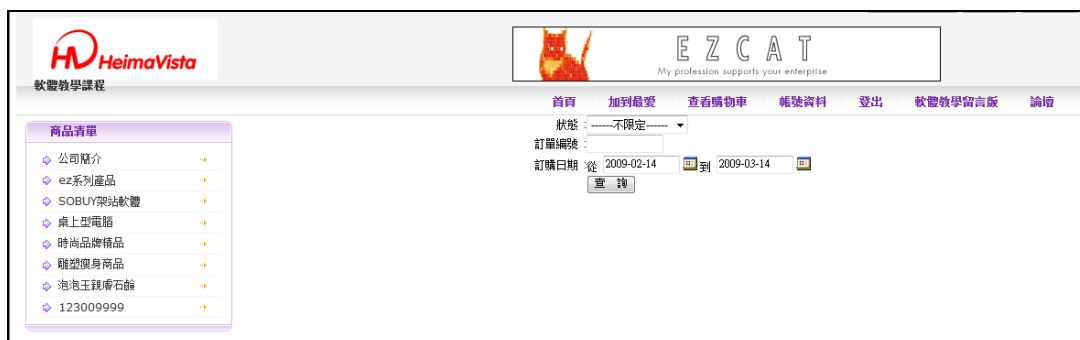 HeimaVista
軟體教學課程
EZCAT
My profession supports your enterprise
首頁 加到最愛 查看購物車 帳號資料 登出 軟體教學留言版 論壇
商品清單
公司簡介
ez系列產品
SOBUY架站軟體
桌上型電腦
時尚品牌精品
雕塑瘦身商品
泡泡玉親膚石鹼
123009999
狀態 : ------不限定------
訂單編號 :
訂購日期 :從 2009-02-14 到 2009-03-14
查 詢